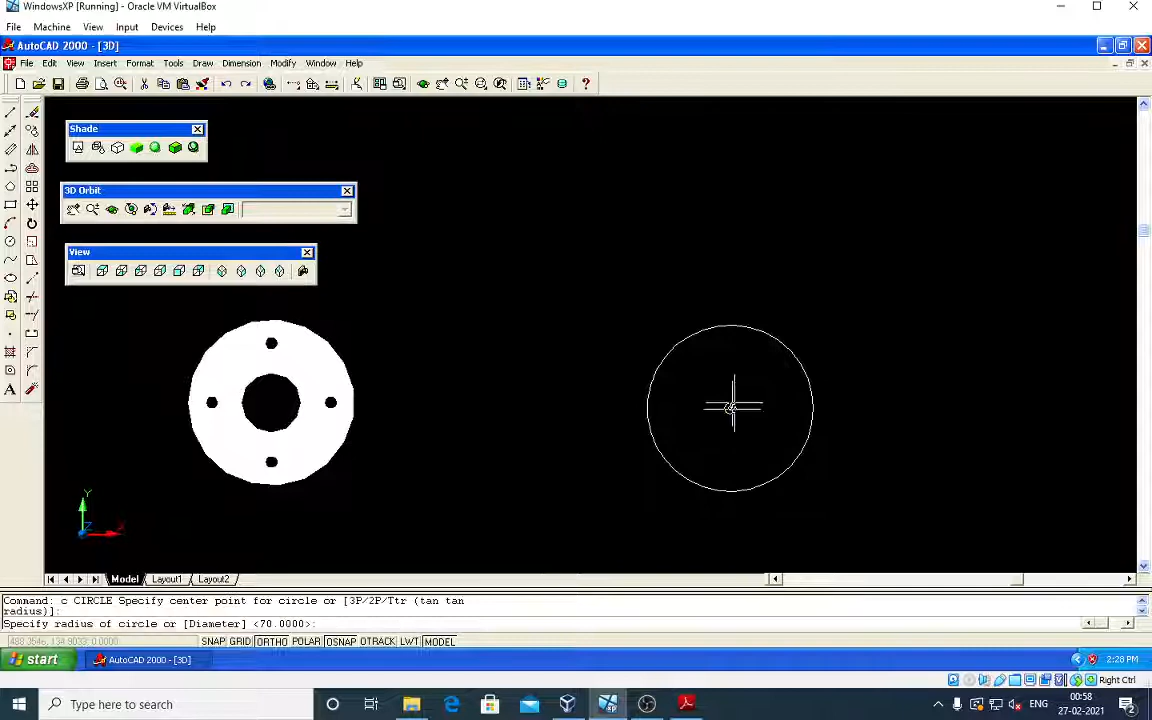 WindowsXP [Running] - Oracle VM VirtualBox
File Machine View Input Devices Help
AutoCAD 2000 - [3D]
File Edit View Insert Format Tools Draw Dimension Modify Window Help
Shade
3D Orbit
View
Y
X
Z
Model Layout1 Layout2
Command: c CIRCLE Specify center point for circle or [3P/2P/Ttr (tan tan
radius)]:
Specify radius of circle or [Diameter] <70.0000>:
SNAP GRID ORTHO POLAR OSNAP OTRACK LWT MODEL
start AutoCAD 2000 - [3D] 2:28 PM
Right Ctrl
Type here to search ENG 00:58
27-02-2021
2